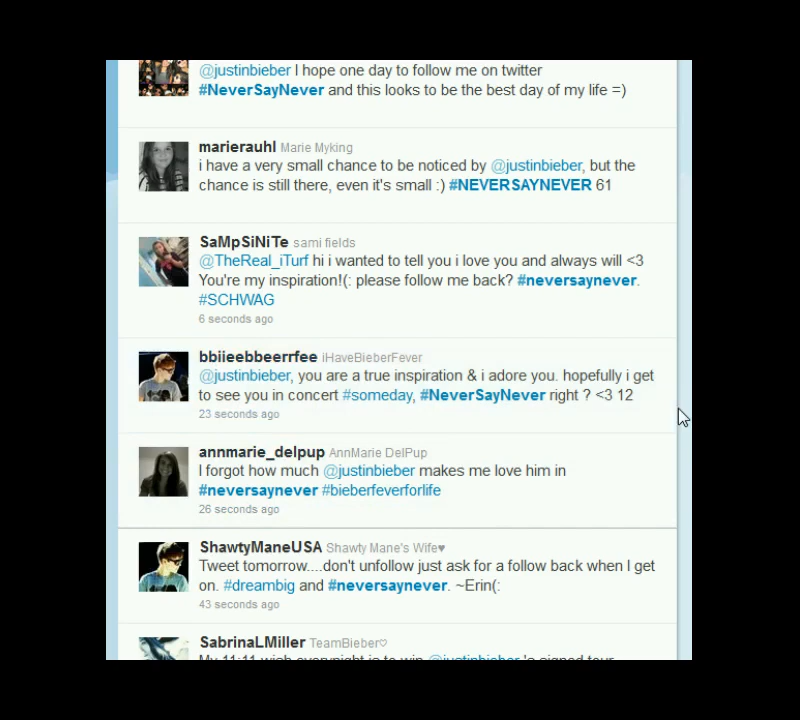 @justinbieber I hope one day to follow me on twitter
#NeverSayNever and this looks to be the best day of my life =)
marierauhl Marie Myking
i have a very small chance to be noticed by @justinbieber, but the
chance is still there, even it's small :) #NEVERSAYNEVER 61
SaMpSiNiTe sami fields
@TheReal_iTurf hi i wanted to tell you i love you and always will <3
You're my inspiration!(: please follow me back? #neversaynever.
#SCHWAG
6 seconds ago
bbiieebbeerrfee iHaveBieberFever
@justinbieber, you are a true inspiration & i adore you. hopefully i get
to see you in concert #someday, #NeverSayNever right ? <3 12
23 seconds ago
annmarie_delpup AnnMarie DelPup
I forgot how much @justinbieber makes me love him in
#neversaynever #bieberfeverforlife
26 seconds ago
ShawtyManeUSA Shawty Mane's Wife♥
Tweet tomorrow....don't unfollow just ask for a follow back when I get
on. #dreambig and #neversaynever. ~Erin(:
43 seconds ago
SabrinaLMiller TeamBieber♡
My 11:11 wish everynight is to win @justinbieber 's signed tour